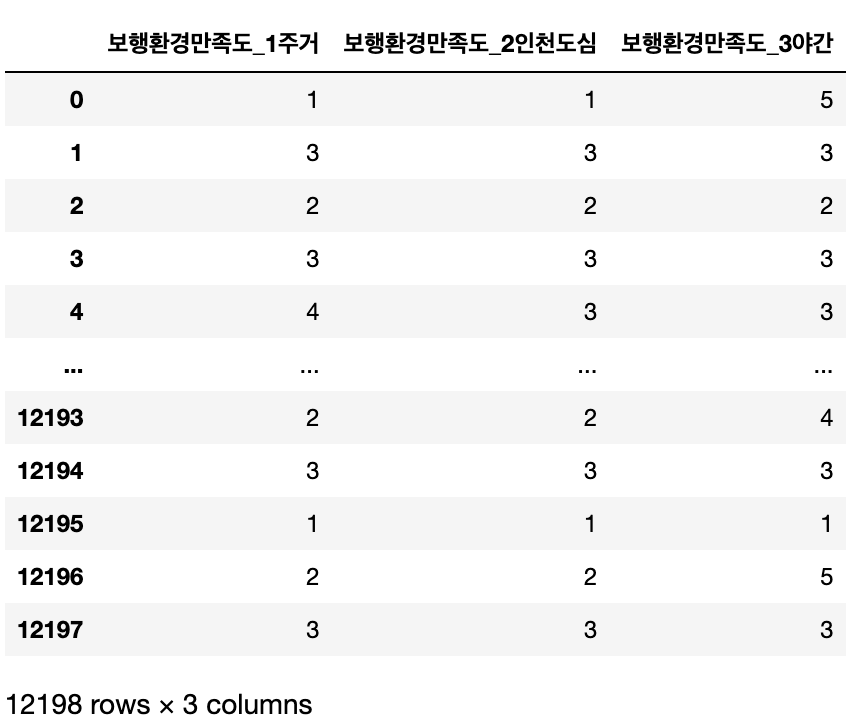 보행환경만족도_1주거 보행환경만족도_2인천도심 보행환경만족도_3야간
0 1 1 5
1 3 3 3
2 2 2 2
3 3 3 3
4 4 3 3
... ... ... ...
12193 2 2 4
12194 3 3 3
12195 1 1 1
12196 2 2 5
12197 3 3 3
12198 rows × 3 columns